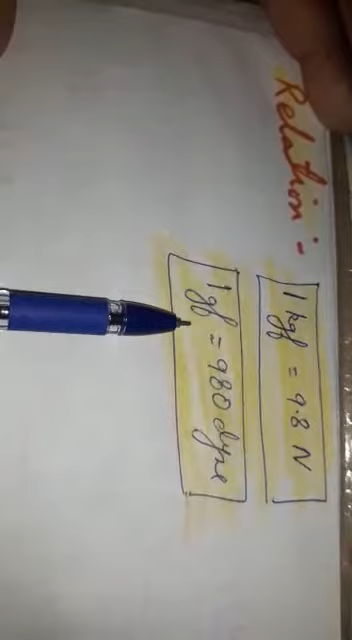 Relation :-
1 kgf = 9.8 N
1 gf = 980 dyne